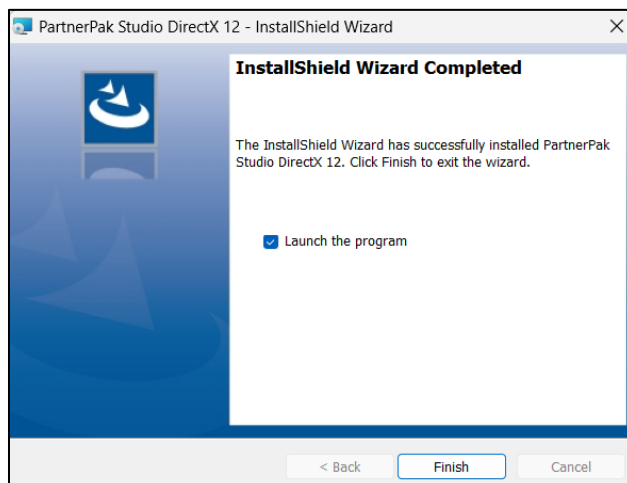 PartnerPak Studio DirectX 12 - InstallShield Wizard
InstallShield Wizard Completed
The InstallShield Wizard has successfully installed PartnerPak
Studio DirectX 12. Click Finish to exit the wizard.
Launch the program
< Back
Finish
Cancel